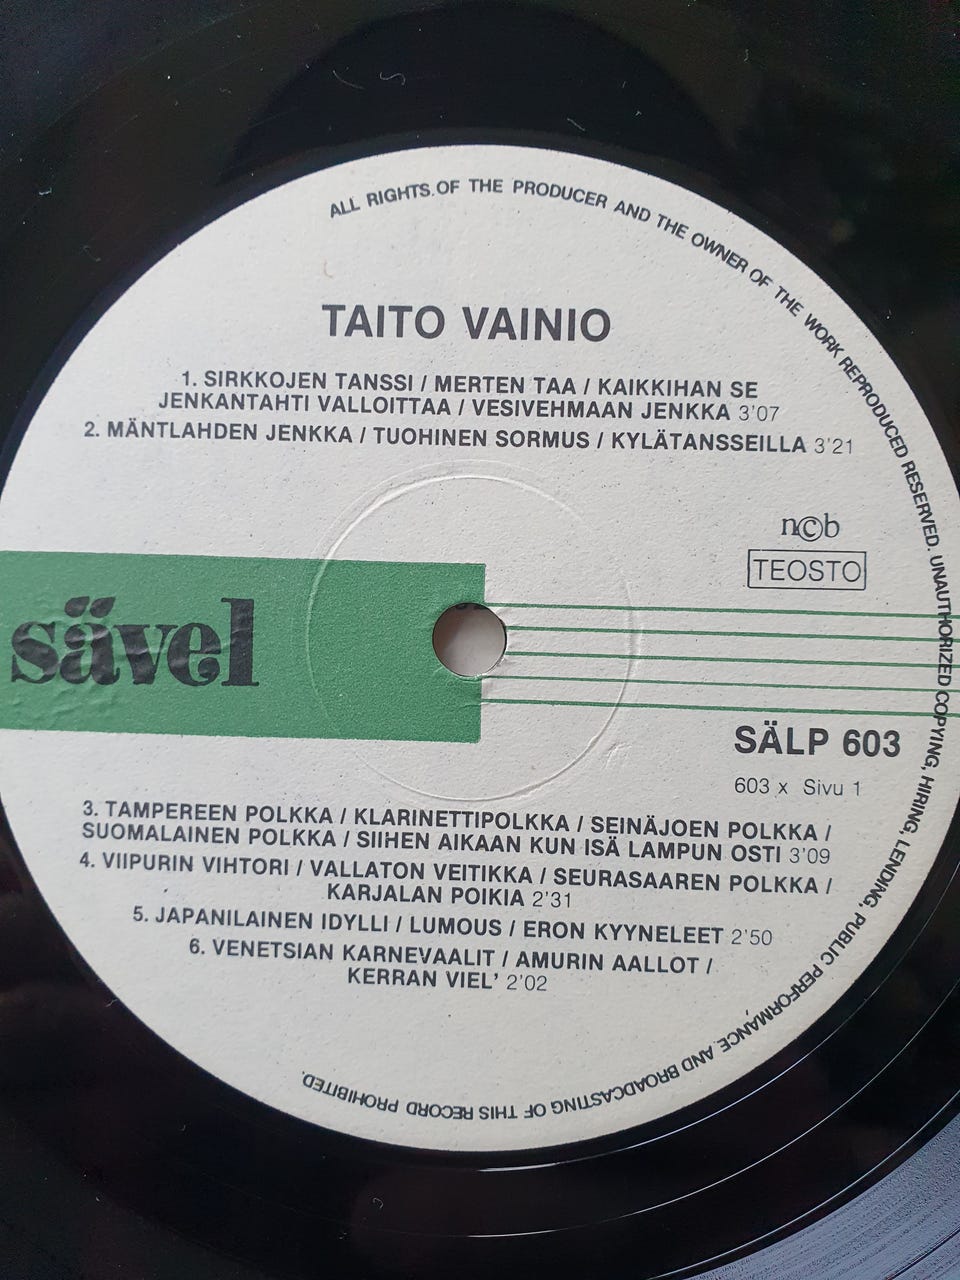 ALL RIGHTS OF THE PRODUCER AND THE OWNER OF THE WORK REPRODUCED RESERVED. UNAUTHORIZED COPYING, HIRING, LENDING, PUBLIC PERFORMANCE AND BROADCASTING OF THIS RECORD PROHIBITED.
TAITO VAINIO
1. SIRKKOJEN TANSSI / MERTEN TAA / KAIKKIHAN SE
JENKANTAHTI VALLOITTAA / VESIVEHMAAN JENKKA 3'07
2. MÄNTLAHDEN JENKKA / TUOHINEN SORMUS / KYLÄTANSSEILLA 3'21
n©b
TEOSTO
sävel
SÄLP 603
603 x Sivu 1
3. TAMPEREEN POLKKA / KLARINETTIPOLKKA / SEINÄJOEN POLKKA /
SUOMALAINEN POLKKA / SIIHEN AIKAAN KUN ISÄ LAMPUN OSTI 3'09
4. VIIPURIN VIHTORI / VALLATON VEITIKKA / SEURASAAREN POLKKA /
KARJALAN POIKIA 2'31
5. JAPANILAINEN IDYLLI / LUMOUS / ERON KYYNELEET 2'50
6. VENETSIAN KARNEVAALIT / AMURIN AALLOT /
KERRAN VIEL' 2'02